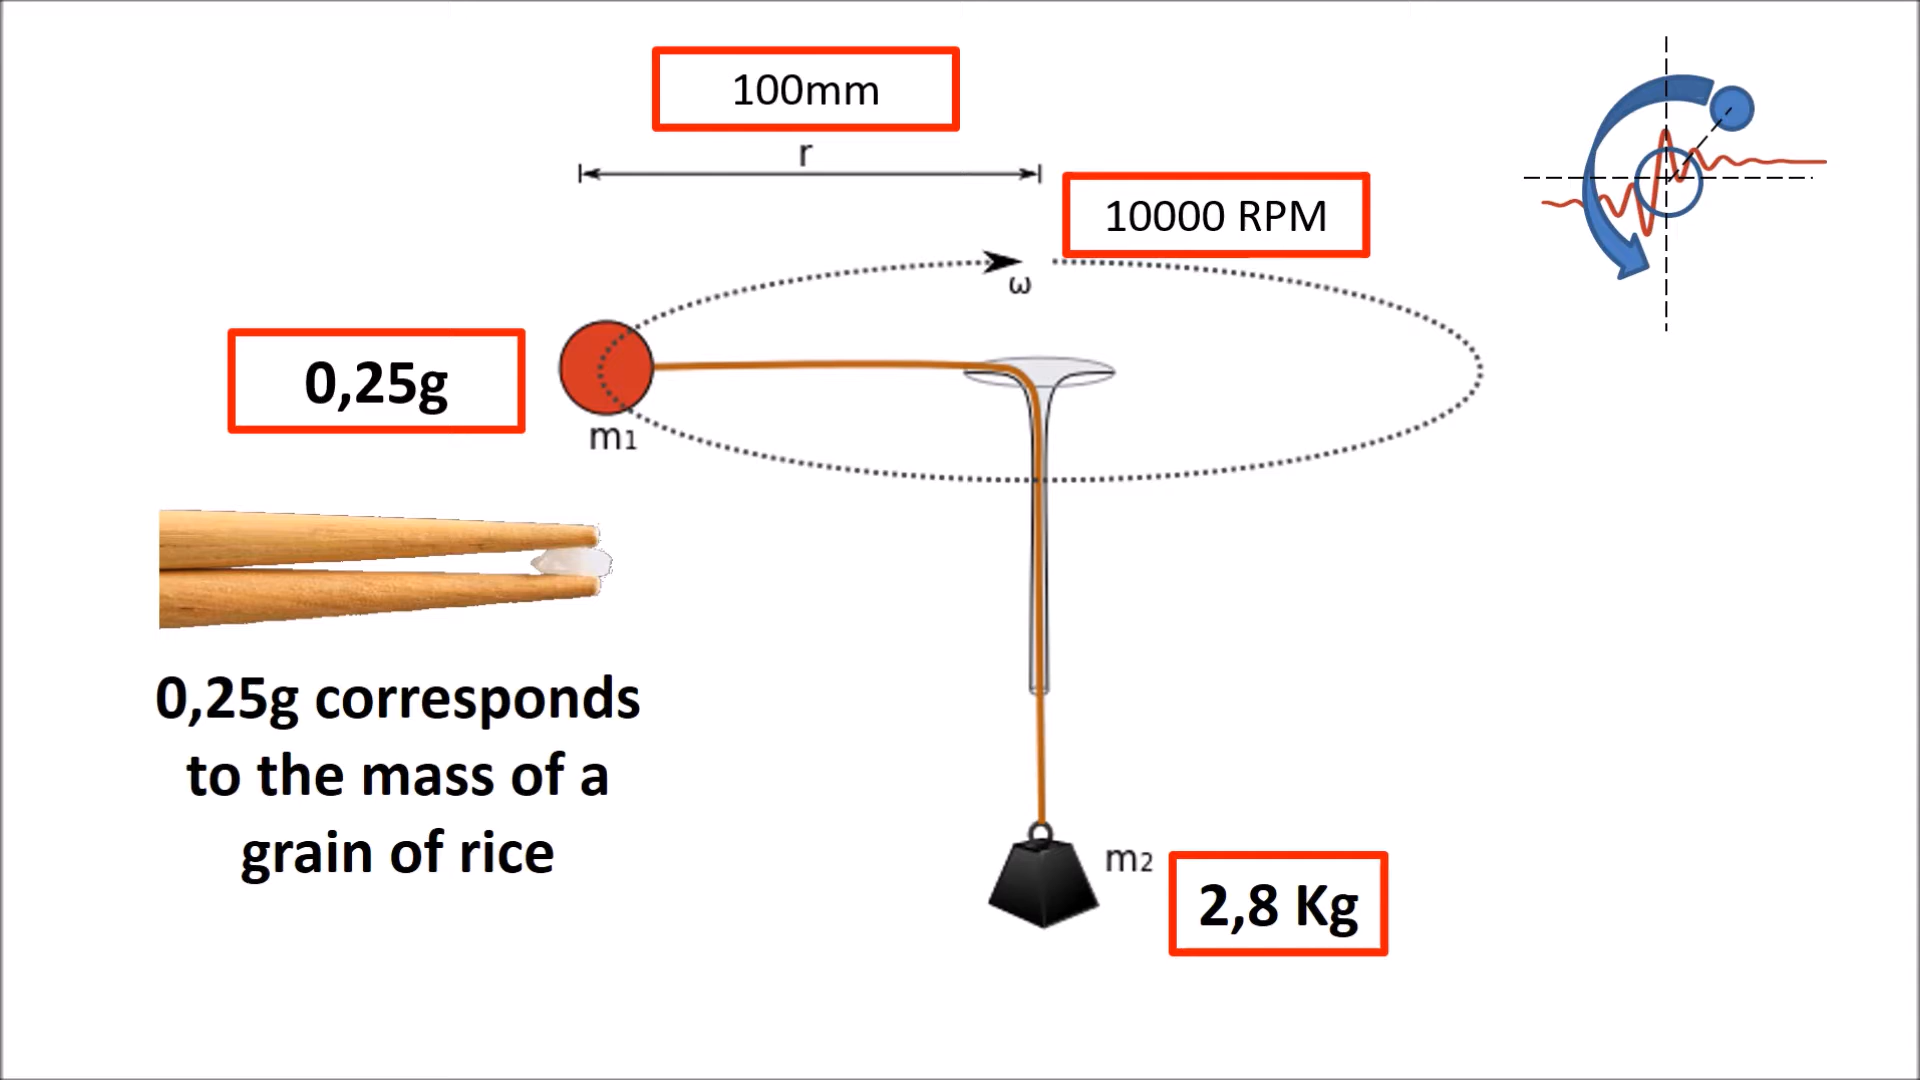 100mm
r
10000 RPM
ω
0,25g
m1
0,25g corresponds
to the mass of a
grain of rice
m2
2,8 Kg